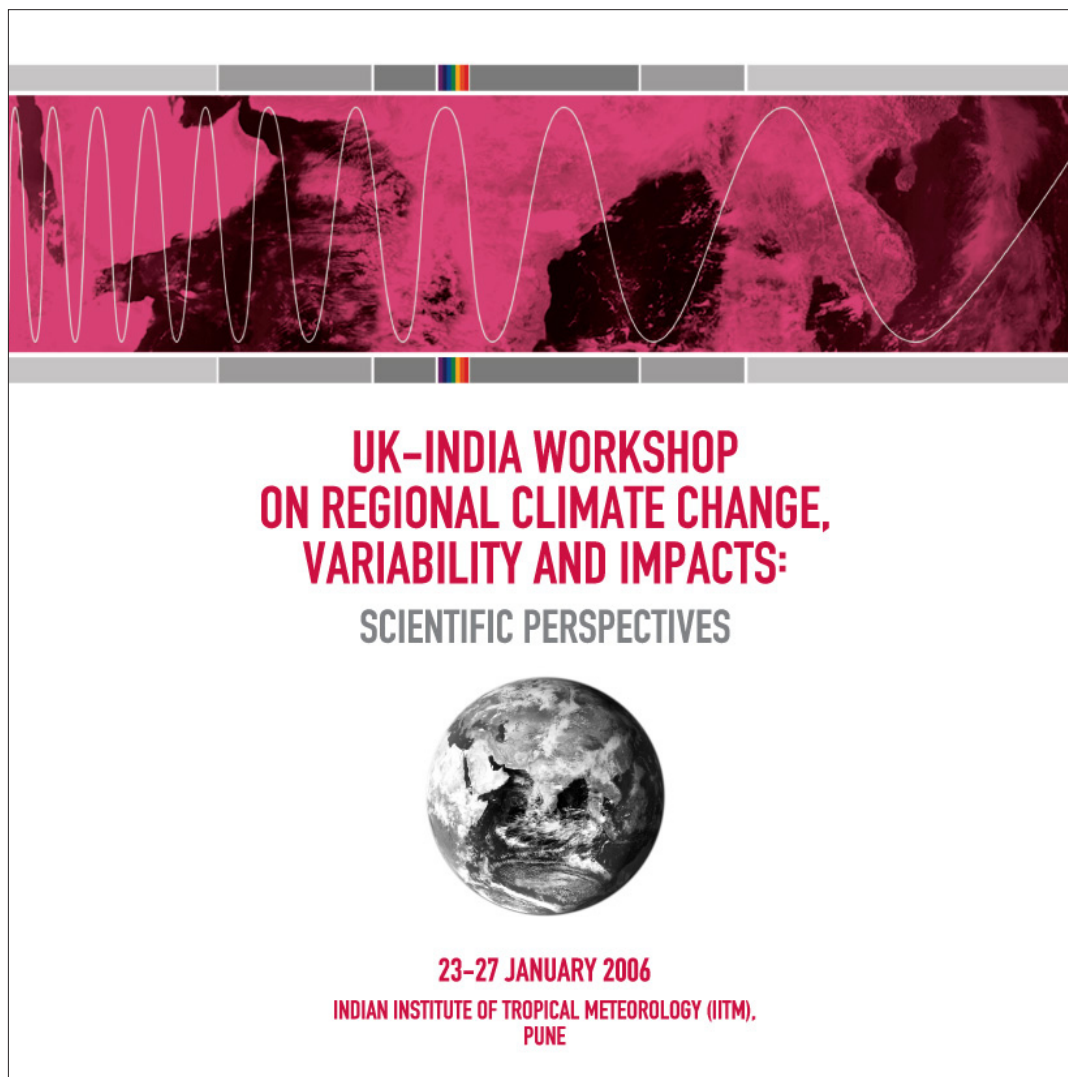 UK-INDIA WORKSHOP
ON REGIONAL CLIMATE CHANGE,
VARIABILITY AND IMPACTS:
SCIENTIFIC PERSPECTIVES
23-27 JANUARY 2006
INDIAN INSTITUTE OF TROPICAL METEOROLOGY (IITM),
PUNE